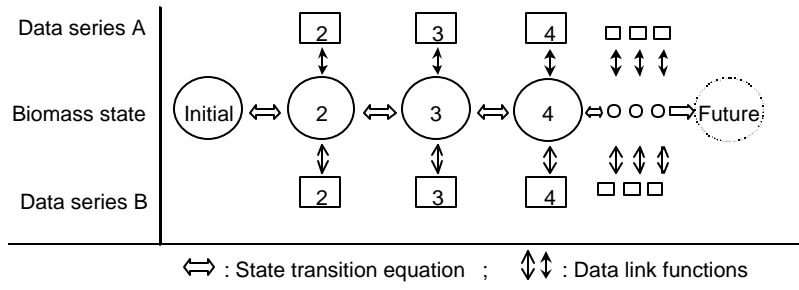 Data series A
2 3 4
Biomass state
Initial 2 3 4 Future
Data series B
2 3 4
: State transition equation ; : Data link functions